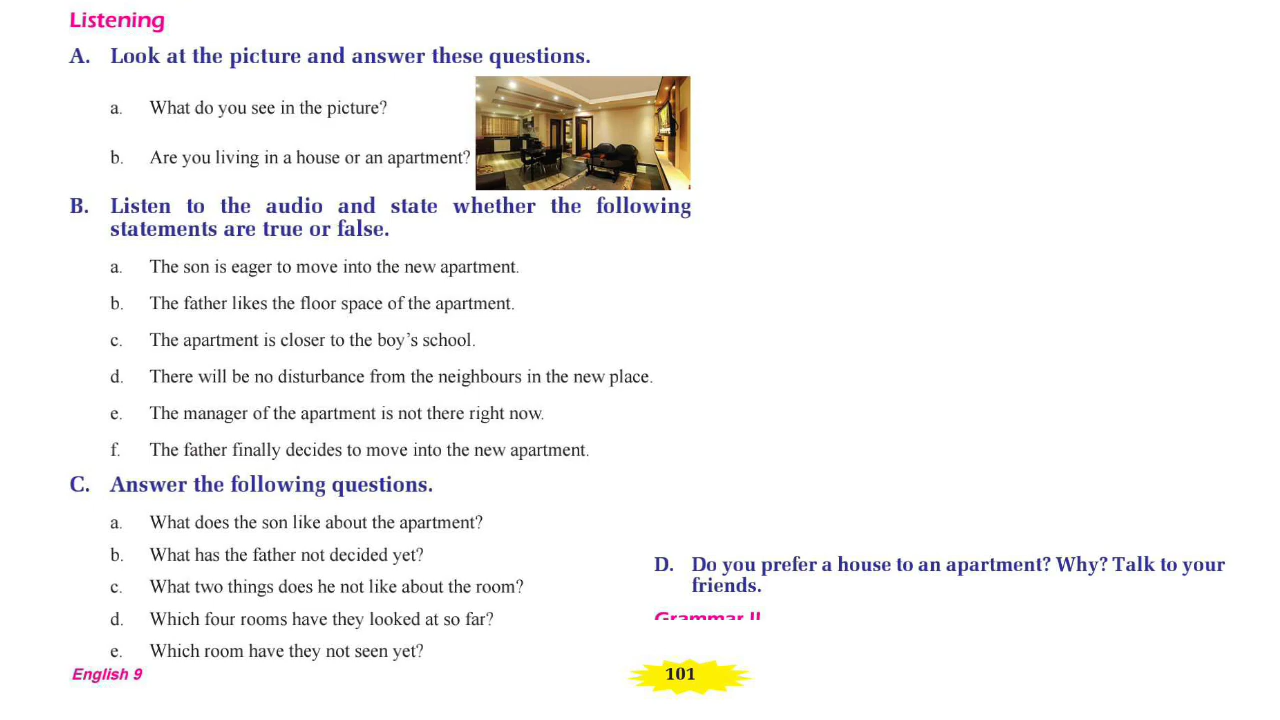 Listening
A. Look at the picture and answer these questions.
a. What do you see in the picture?
b. Are you living in a house or an apartment?
B. Listen to the audio and state whether the following
statements are true or false.
a. The son is eager to move into the new apartment.
b. The father likes the floor space of the apartment.
c. The apartment is closer to the boy's school.
d. There will be no disturbance from the neighbours in the new place.
e. The manager of the apartment is not there right now.
f. The father finally decides to move into the new apartment.
C. Answer the following questions.
a. What does the son like about the apartment?
b. What has the father not decided yet?
c. What two things does he not like about the room?
d. Which four rooms have they looked at so far?
e. Which room have they not seen yet?
D. Do you prefer a house to an apartment? Why? Talk to your
friends.
Grammar II
English 9
101